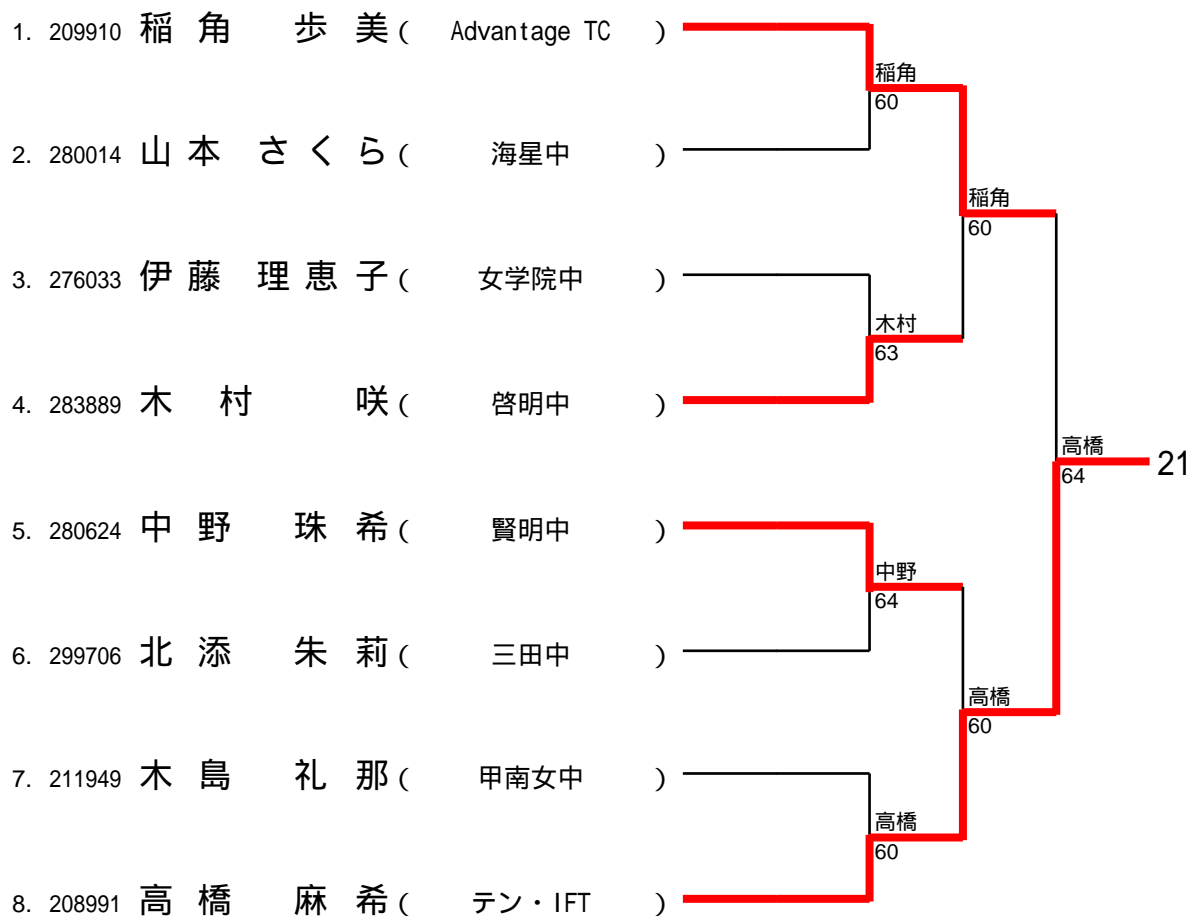 1. 209910 稲角 歩美( Advantage TC )
稲角
60
2. 280014 山本 さくら( 海星中 )
稲角
60
3. 276033 伊藤 理恵子( 女学院中 )
木村
63
4. 283889 木村 咲( 啓明中 )
高橋
64
21
5. 280624 中野 珠希( 賢明中 )
中野
64
6. 299706 北添 朱莉( 三田中 )
高橋
60
7. 211949 木島 礼那( 甲南女中 )
高橋
60
8. 208991 高橋 麻希( テン・IFT )